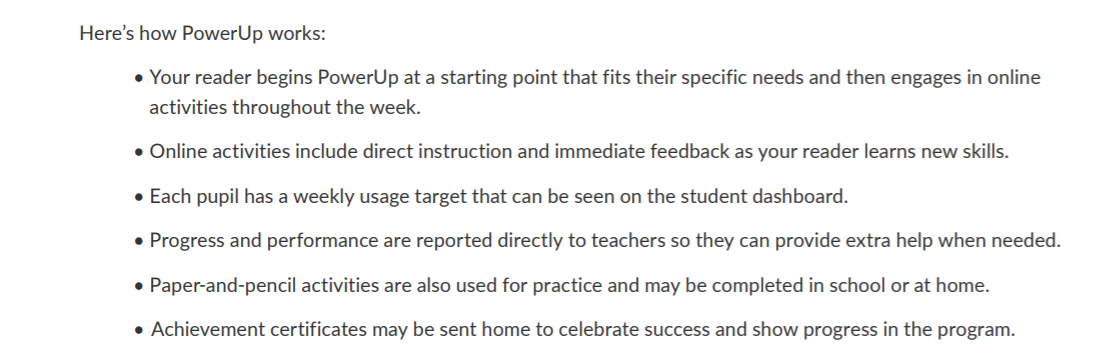 Here’s how PowerUp works:
• Your reader begins PowerUp at a starting point that fits their specific needs and then engages in online
activities throughout the week.
• Online activities include direct instruction and immediate feedback as your reader learns new skills.
• Each pupil has a weekly usage target that can be seen on the student dashboard.
• Progress and performance are reported directly to teachers so they can provide extra help when needed.
• Paper-and-pencil activities are also used for practice and may be completed in school or at home.
• Achievement certificates may be sent home to celebrate success and show progress in the program.